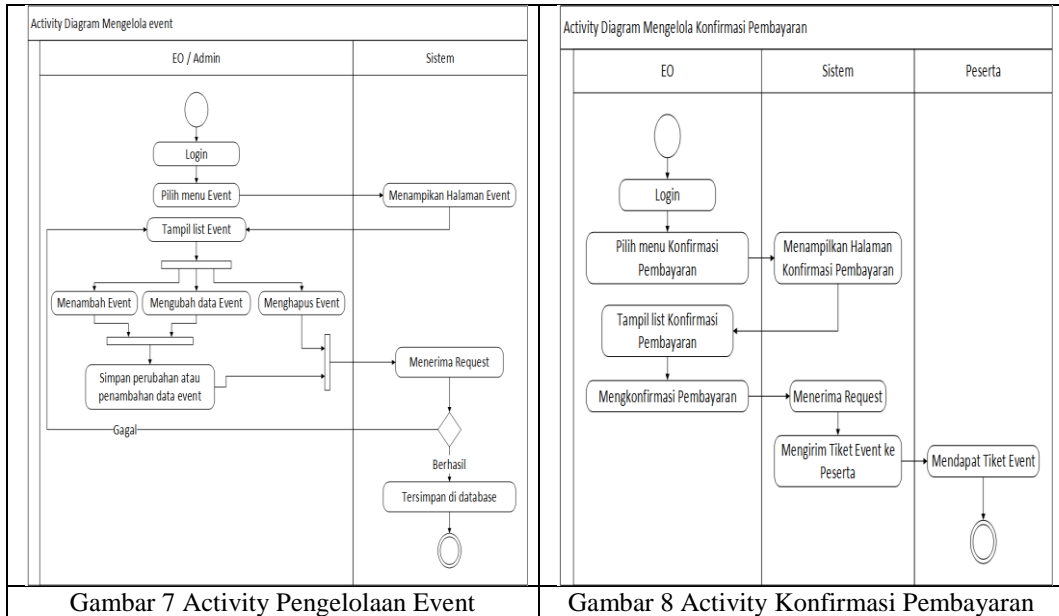 Activity Diagram Mengelola event
EO / Admin
Sistem
Login
Pilih menu Event
Menampikan Halaman Event
Tampil list Event
Menambah Event
Mengubah data Event
Menghapus Event
Simpan perubahan atau
penambahan data event
Menerima Request
Gagal
Berhasil
Tersimpan di database
Gambar 7 Activity Pengelolaan Event
Activity Diagram Mengelola Konfirmasi Pembayaran
EO
Sistem
Peserta
Login
Pilih menu Konfirmasi
Pembayaran
Menampilkan Halaman
Konfirmasi Pembayaran
Tampil list Konfirmasi
Pembayaran
Mengkonfirmasi Pembayaran
Menerima Request
Mengirim Tiket Event ke
Peserta
Mendapat Tiket Event
Gambar 8 Activity Konfirmasi Pembayaran